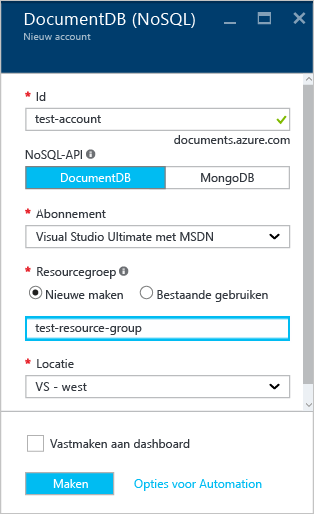 DocumentDB (NoSQL)
Nieuw account
* Id
test-account
documents.azure.com
NoSQL-API
DocumentDB MongoDB
* Abonnement
Visual Studio Ultimate met MSDN
* Resourcegroep
Nieuwe maken Bestaande gebruiken
test-resource-group
* Locatie
VS - west
Vastmaken aan dashboard
Maken Opties voor Automation